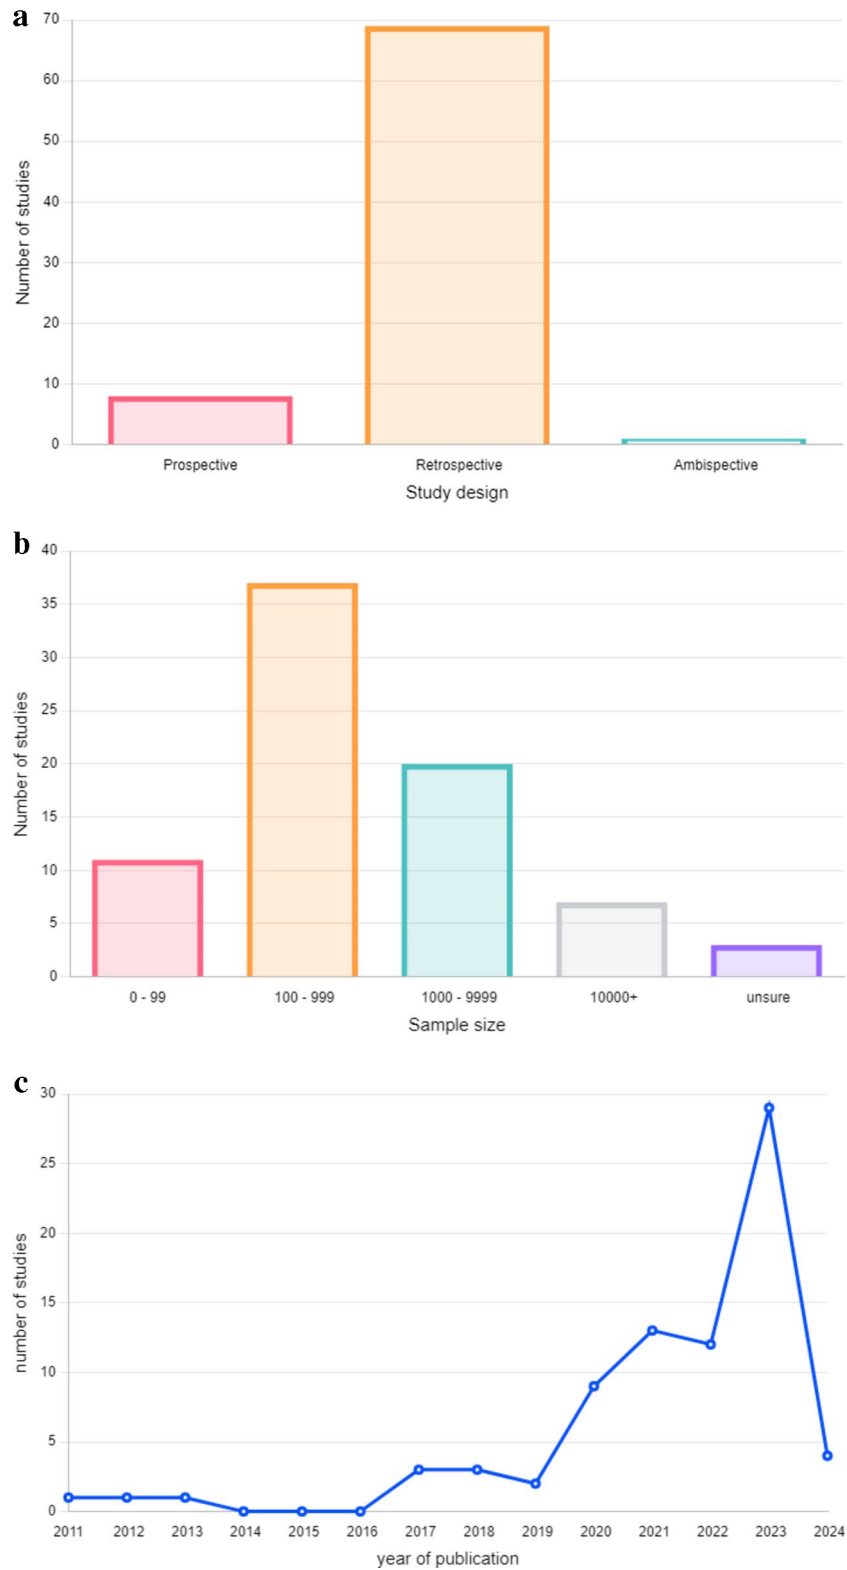 a
70
60
50
40
30
20
10
0
Number of studies
Prospective Retrospective Ambispective
Study design
b
40
35
30
25
20
15
10
5
0
Number of studies
0 - 99 100 - 999 1000 - 9999 10000+ unsure
Sample size
c
30
25
20
15
10
5
0
number of studies
2011 2012 2013 2014 2015 2016 2017 2018 2019 2020 2021 2022 2023 2024
year of publication